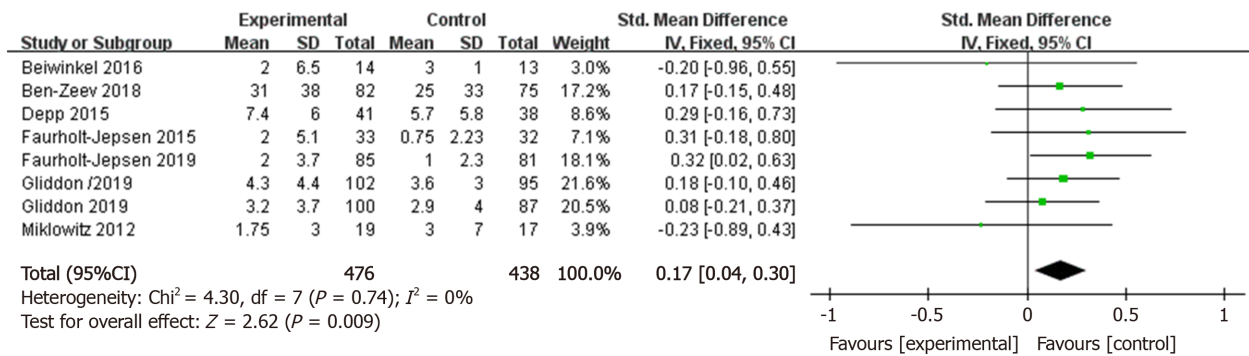 Experimental Control Std. Mean Difference Std. Mean Difference
Study or Subgroup Mean SD Total Mean SD Total Weight IV, Fixed, 95% CI IV, Fixed, 95% CI
Beiwinkel 2016 2 6.5 14 3 1 13 3.0% -0.20 [-0.96, 0.55]
Ben-Zeev 2018 31 38 82 25 33 75 17.2% 0.17 [-0.15, 0.48]
Depp 2015 7.4 6 41 5.7 5.8 38 8.6% 0.29 [-0.16, 0.73]
Faurholt-Jepsen 2015 2 5.1 33 0.75 2.23 32 7.1% 0.31 [-0.18, 0.80]
Faurholt-Jepsen 2019 2 3.7 85 1 2.3 81 18.1% 0.32 [0.02, 0.63]
Gliddon /2019 4.3 4.4 102 3.6 3 95 21.6% 0.18 [-0.10, 0.46]
Gliddon 2019 3.2 3.7 100 2.9 4 87 20.5% 0.08 [-0.21, 0.37]
Miklowitz 2012 1.75 3 19 3 7 17 3.9% -0.23 [-0.89, 0.43]
Total (95%CI) 476 438 100.0% 0.17 [0.04, 0.30]
Heterogeneity: Chi² = 4.30, df = 7 (P = 0.74); I² = 0%
Test for overall effect: Z = 2.62 (P = 0.009)
-1 -0.5 0 0.5 1
Favours [experimental] Favours [control]